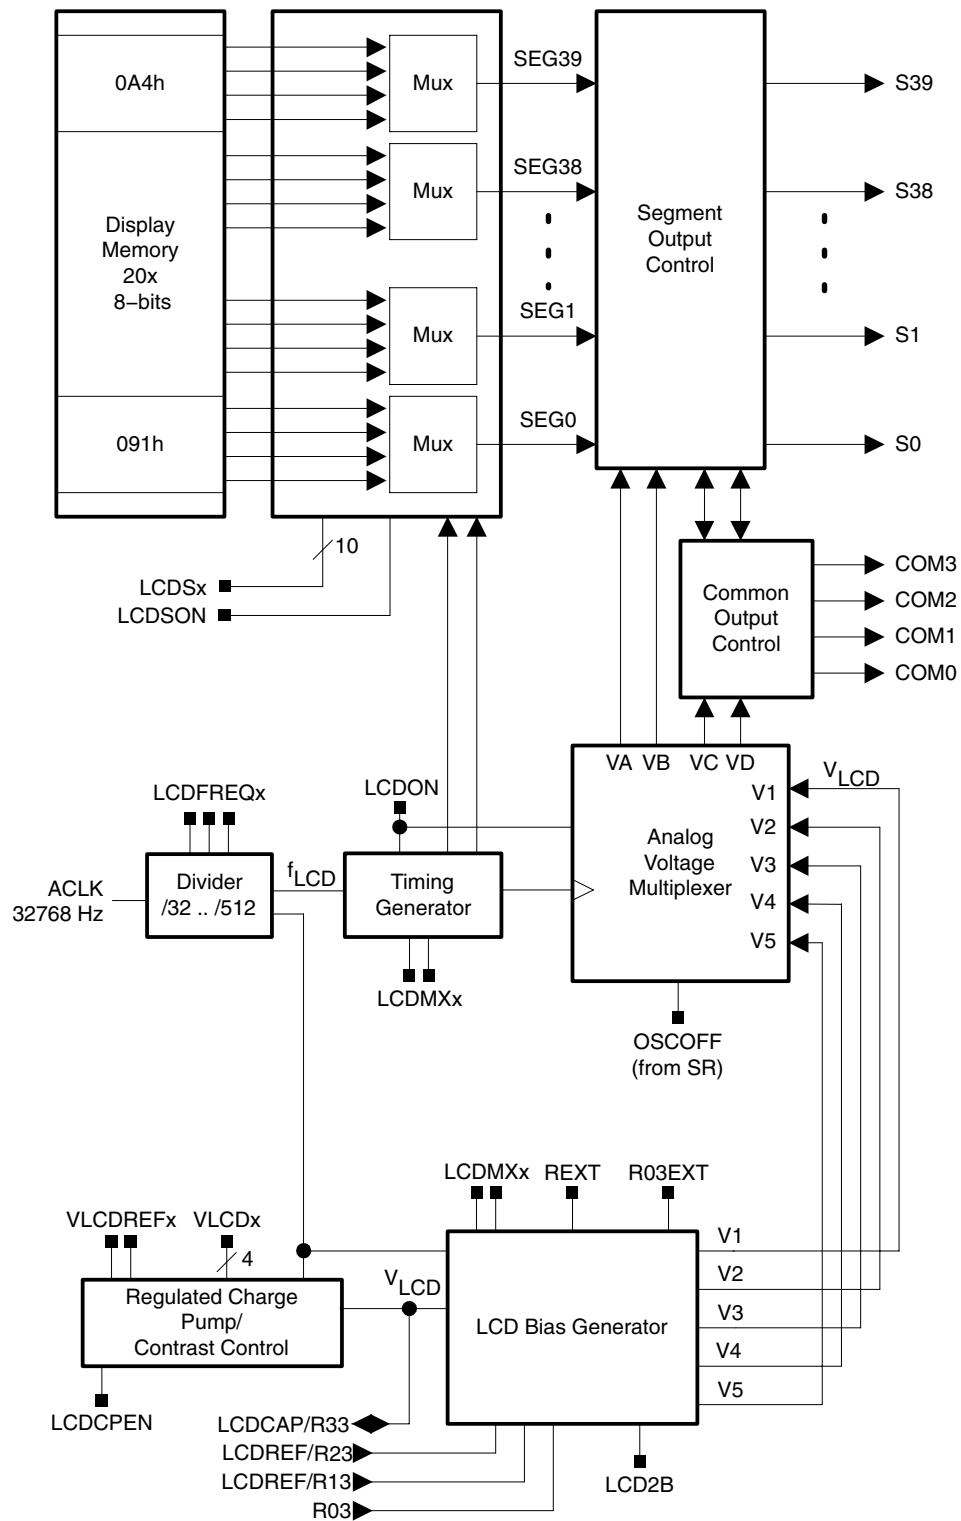 0A4h
Mux
SEG39
S39
Mux
SEG38
S38
Display
Memory
20x
8−bits
Segment
Output
Control
Mux
SEG1
S1
091h
Mux
SEG0
S0
10
LCDSx
LCDSON
Common
Output
Control
COM3
COM2
COM1
COM0
VA VB VC VD
LCDON
LCDFREQx
VLCD
V1
V2
V3
V4
V5
Analog
Voltage
Multiplexer
ACLK
32768 Hz
Divider
/32 .. /512
fLCD
Timing
Generator
LCDMXx
OSCOFF
(from SR)
LCDMXx
REXT
R03EXT
VLCDREFx
VLCDx
4
VLCD
Regulated Charge
Pump/
Contrast Control
LCD Bias Generator
V1
V2
V3
V4
V5
LCDCPEN
LCDCAP/R33
LCDREF/R23
LCDREF/R13
R03
LCD2B